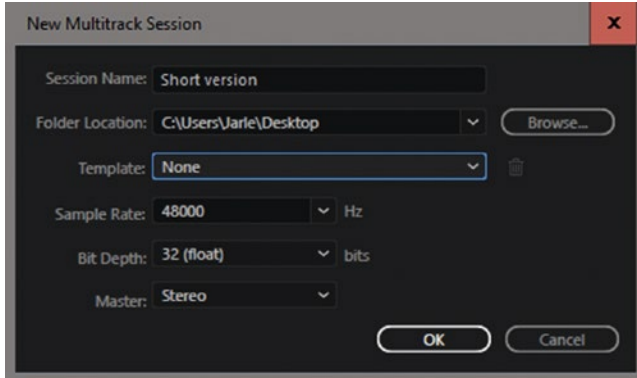 New Multitrack Session x
Session Name: Short version
Folder Location: C:\Users\Jarle\Desktop Browse...
Template: None
Sample Rate: 48000 Hz
Bit Depth: 32 (float) bits
Master: Stereo
OK Cancel